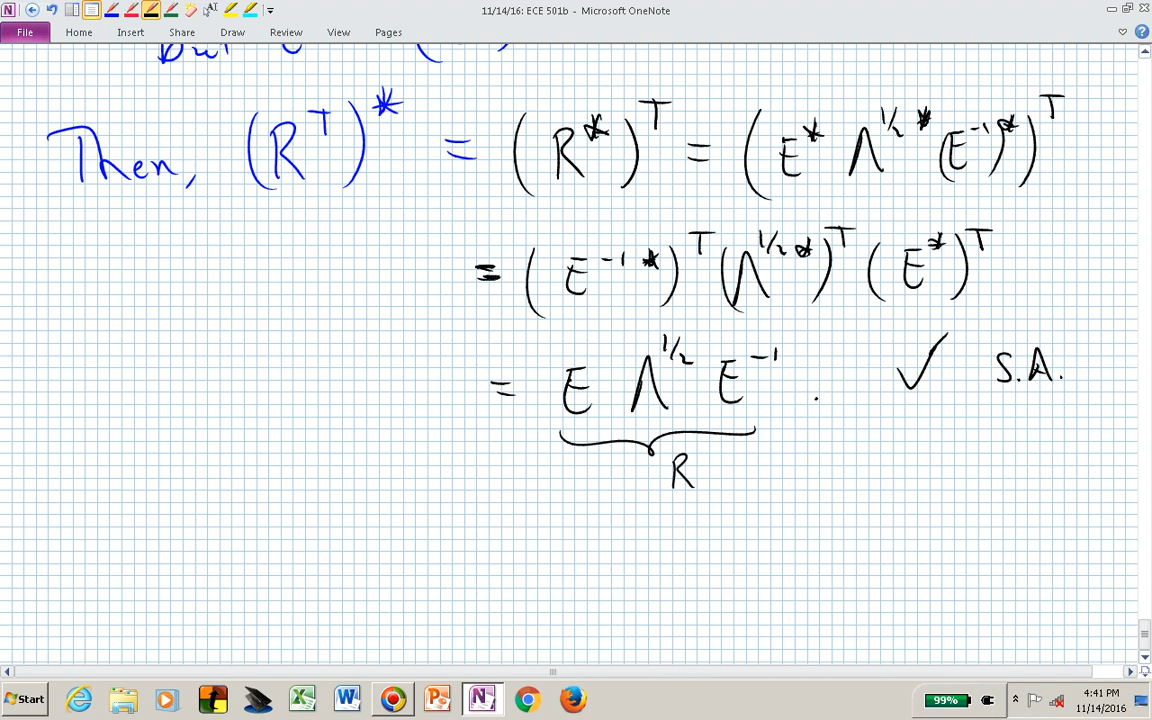 11/14/16: ECE 501b - Microsoft OneNote
File Home Insert Share Draw Review View Pages
Then, (R^T)^* = (R^*)^T = (E^* Λ^{1/2 *} (E^{-1})^*)^T
= (E^{-1 *})^T (Λ^{1/2 *})^T (E^*)^T
= E Λ^{1/2} E^{-1} . ✓ S.A.
R
Start
99%
4:41 PM
11/14/2016